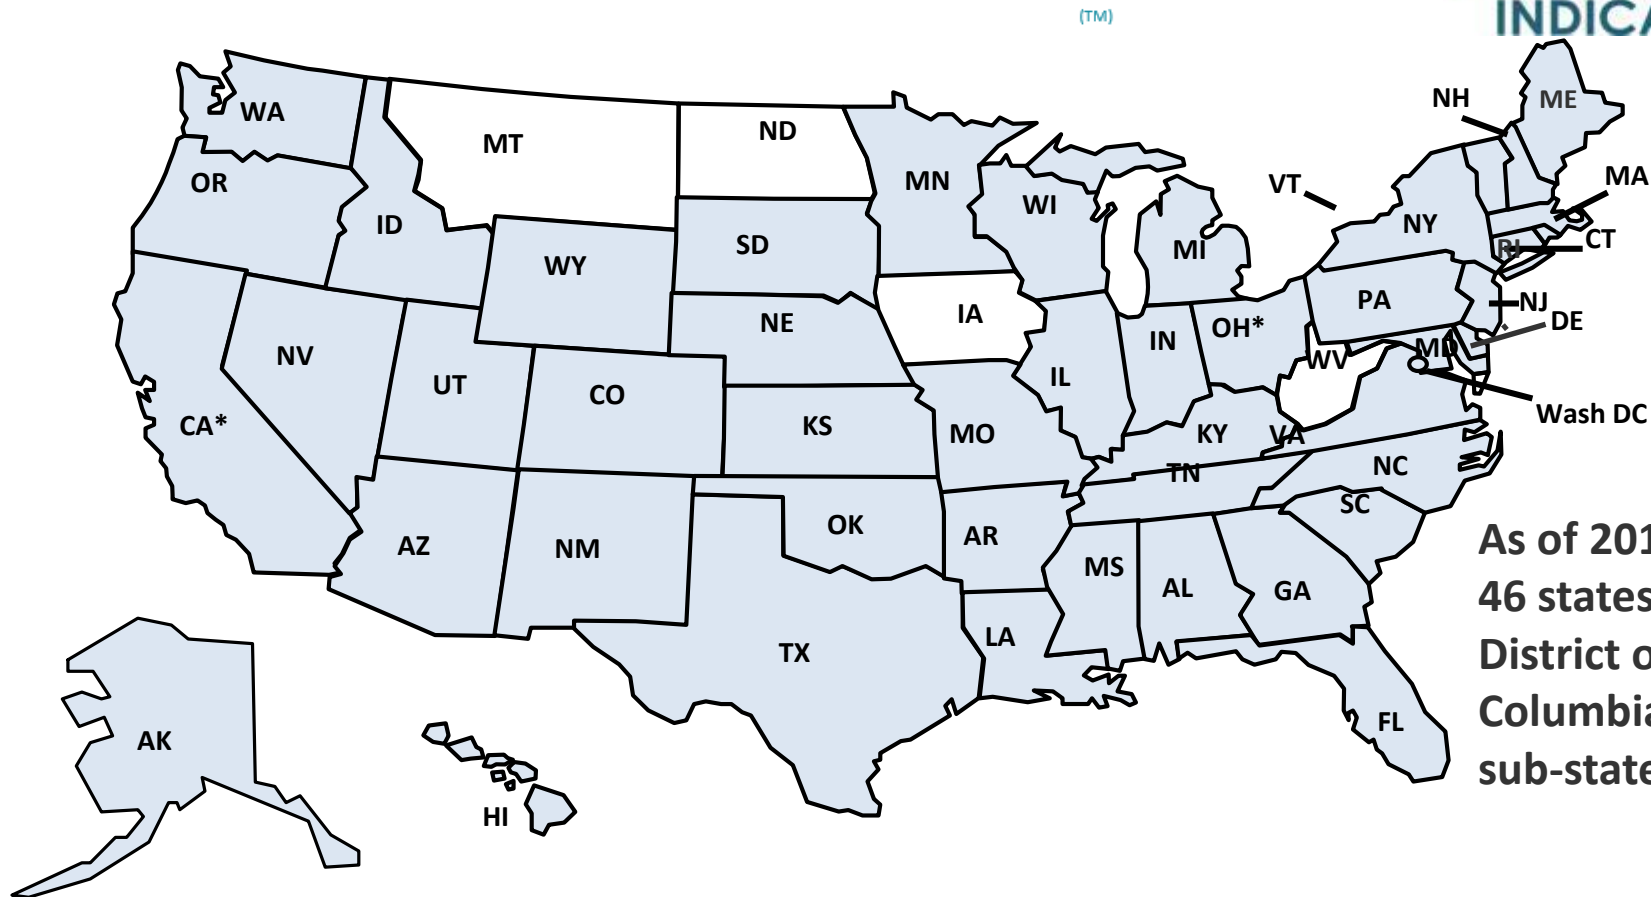 (TM)
INDICA
WA
MT
ND
MN
NH
ME
OR
ID
WY
SD
WI
MI
VT
NY
MA
RI
CT
NE
IA
PA
NJ
DE
NV
UT
CO
IL
IN
OH*
WV
MD
Wash DC
CA*
KS
MO
KY
VA
TN
NC
SC
AZ
NM
OK
AR
MS
AL
GA
TX
LA
FL
AK
HI
As of 201
46 states
District o
Columbia
sub-state